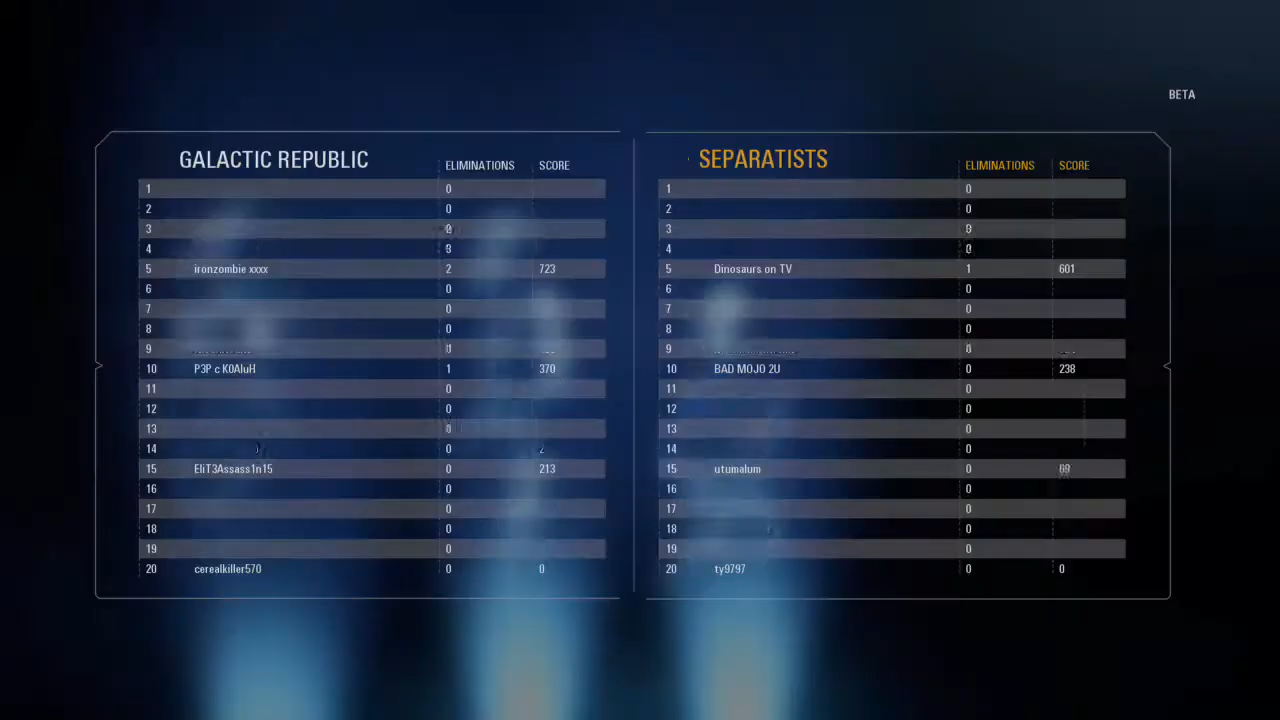 BETA
GALACTIC REPUBLIC ELIMINATIONS SCORE
1 0
2 0
3
4
5 ironzombie xxxx 2 723
6 0
7 0
8 0
9
10 P3P c K0AluH 1 370
11 0
12 0
13 0
14 0
15 EliT3Assass1n15 0 213
16 0
17 0
18 0
19 0
20 cerealkiller570 0 0
SEPARATISTS ELIMINATIONS SCORE
1 0
2 0
3
4
5 Dinosaurs on TV 1 601
6 0
7 0
8 0
9
10 BAD MOJO 2U 0 238
11 0
12 0
13 0
14 0
15 utumalum 0
16 0
17 0
18 0
19 0
20 ty9797 0 0